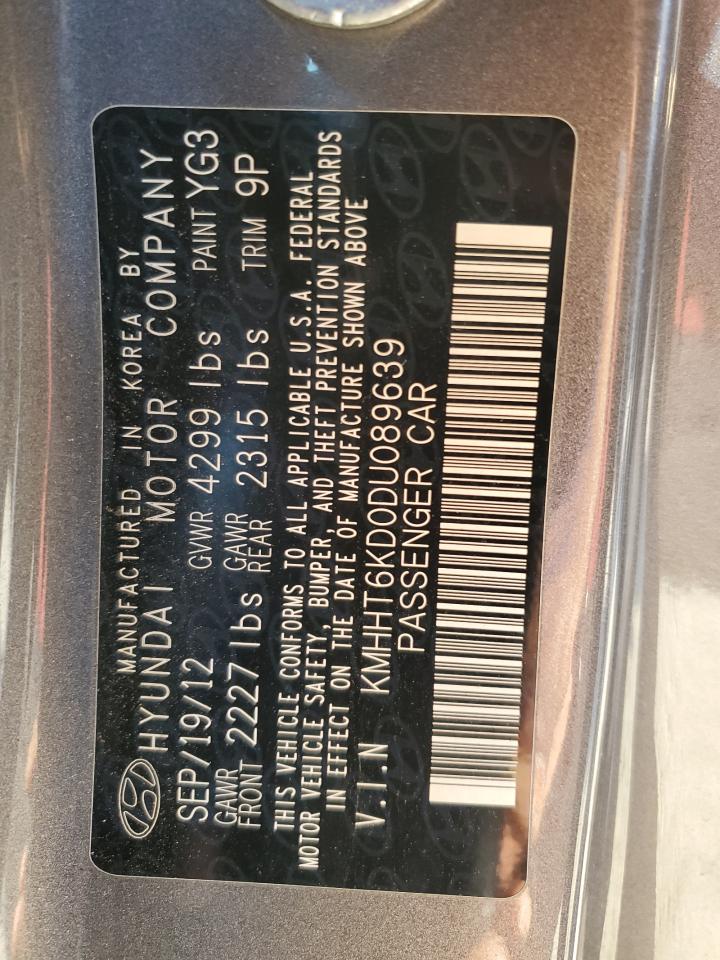 MANUFACTURED IN KOREA BY
HYUNDAI MOTOR COMPANY
SEP/19/12 GVWR 4299 lbs PAINT YG3
GAWR FRONT 2227 lbs GAWR REAR 2315 lbs TRIM 9P
THIS VEHICLE CONFORMS TO ALL APPLICABLE U.S.A. FEDERAL
MOTOR VEHICLE SAFETY, BUMPER, AND THEFT PREVENTION STANDARDS
IN EFFECT ON THE DATE OF MANUFACTURE SHOWN ABOVE
V.I.N KMHHT6KD0DU089639
PASSENGER CAR